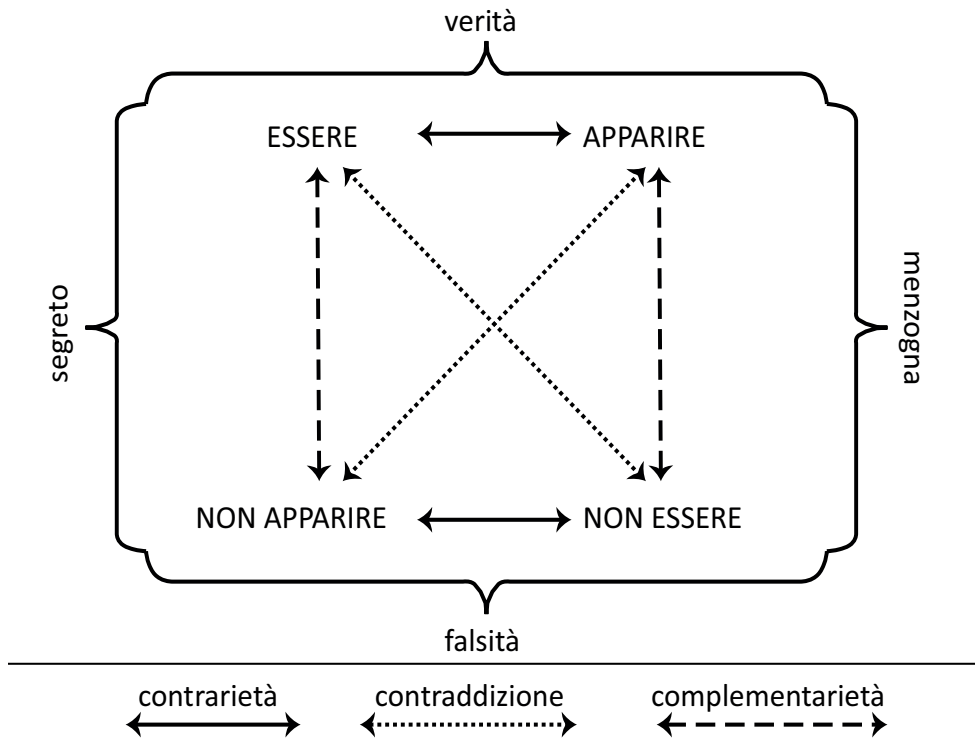 verità
ESSERE APPARIRE
segreto
menzogna
NON APPARIRE NON ESSERE
falsità
contrarietà contraddizione complementarietà